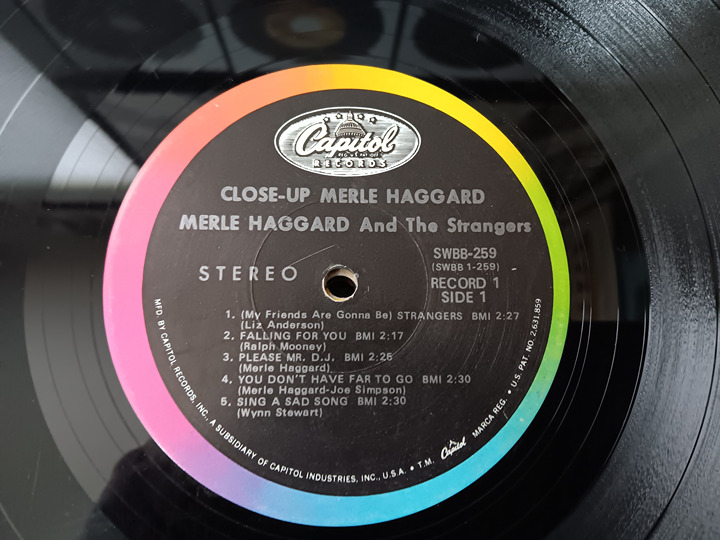 Capitol
REG. U.S. PAT. OFF.
RECORDS
CLOSE-UP MERLE HAGGARD
MERLE HAGGARD And The Strangers
SWBB-259
(SWBB 1-259)
STEREO
RECORD 1
SIDE 1
1. (My Friends Are Gonna Be) STRANGERS BMI 2:27
(Liz Anderson)
2. FALLING FOR YOU BMI 2:17
(Ralph Mooney)
3. PLEASE MR. D.J. BMI 2:25
(Merle Haggard)
4. YOU DON'T HAVE FAR TO GO BMI 2:30
(Merle Haggard-Joe Simpson)
5. SING A SAD SONG BMI 2:30
(Wynn Stewart)
MFD. BY CAPITOL RECORDS, INC., A SUBSIDIARY OF CAPITOL INDUSTRIES, INC., U.S.A. • T.M. Capitol MARCA REG. • U.S. PAT. NO. 2,631,859